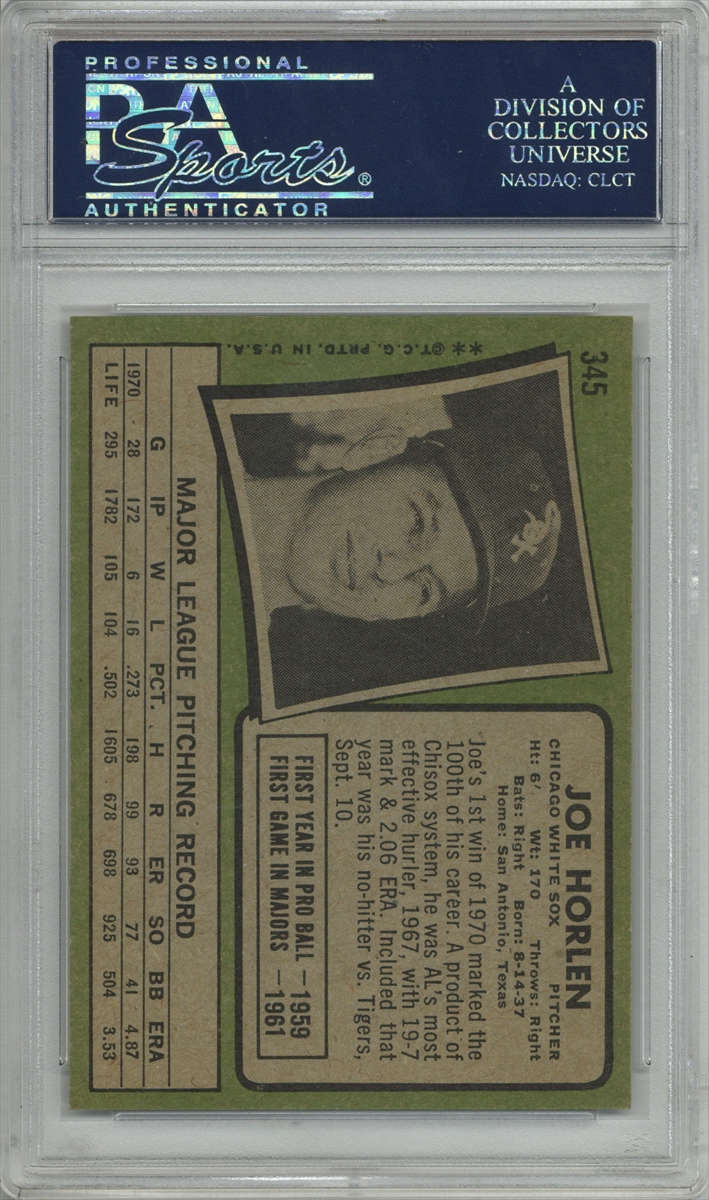 PROFESSIONAL
PSA
Sports®
AUTHENTICATOR
A
DIVISION OF
COLLECTORS
UNIVERSE
NASDAQ: CLCT
345
**©T.C.G. PRTD. IN U.S.A.
JOE HORLEN
CHICAGO WHITE SOX PITCHER
Ht: 6' Wt: 170 Throws: Right
Bats: Right Born: 8-14-37
Home: San Antonio, Texas
Joe's 1st win of 1970 marked the
100th of his career. A product of
Chisox system, he was AL's most
effective hurler, 1967, with 19-7
mark & 2.06 ERA. Included that
year was his no-hitter vs. Tigers,
Sept. 10.
FIRST YEAR IN PRO BALL —1959
FIRST GAME IN MAJORS —1961
MAJOR LEAGUE PITCHING RECORD
G IP W L PCT. H R ER SO BB ERA
1970 28 172 6 16 .273 198 99 93 77 41 4.87
LIFE 295 1782 105 104 .502 1605 678 698 925 504 3.53